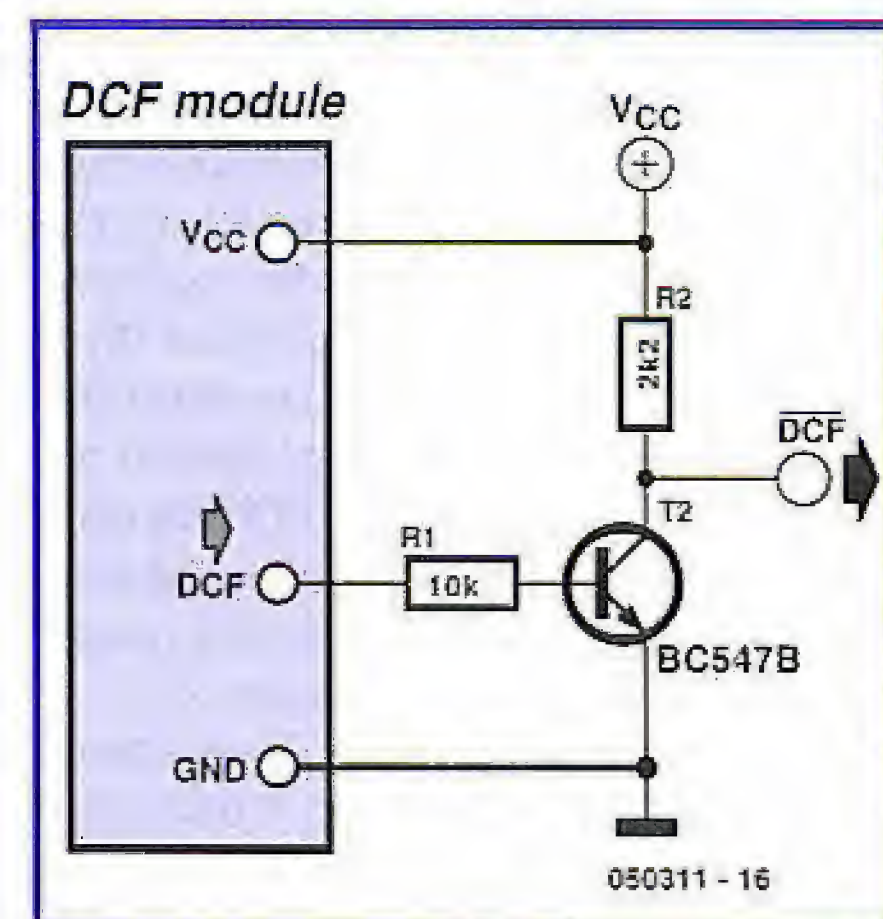 DCF module
VCC
VCC
R2
2k2
DCF
T2
R1
DCF
10k
BC547B
GND
050311 - 16